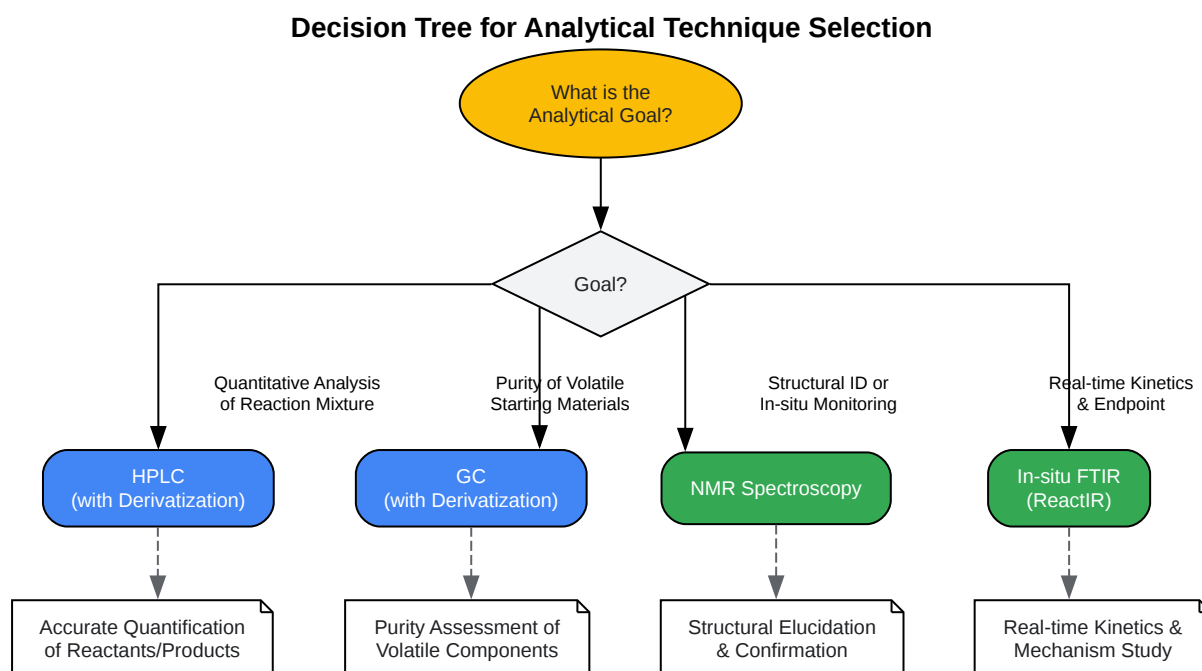 Decision Tree for Analytical Technique Selection
What is the
Analytical Goal?
Goal?
Quantitative Analysis
of Reaction Mixture
Purity of Volatile
Starting Materials
Structural ID or
In-situ Monitoring
Real-time Kinetics
& Endpoint
HPLC
(with Derivatization)
GC
(with Derivatization)
NMR Spectroscopy
In-situ FTIR
(ReactIR)
Accurate Quantification
of Reactants/Products
Purity Assessment of
Volatile Components
Structural Elucidation
& Confirmation
Real-time Kinetics &
Mechanism Study